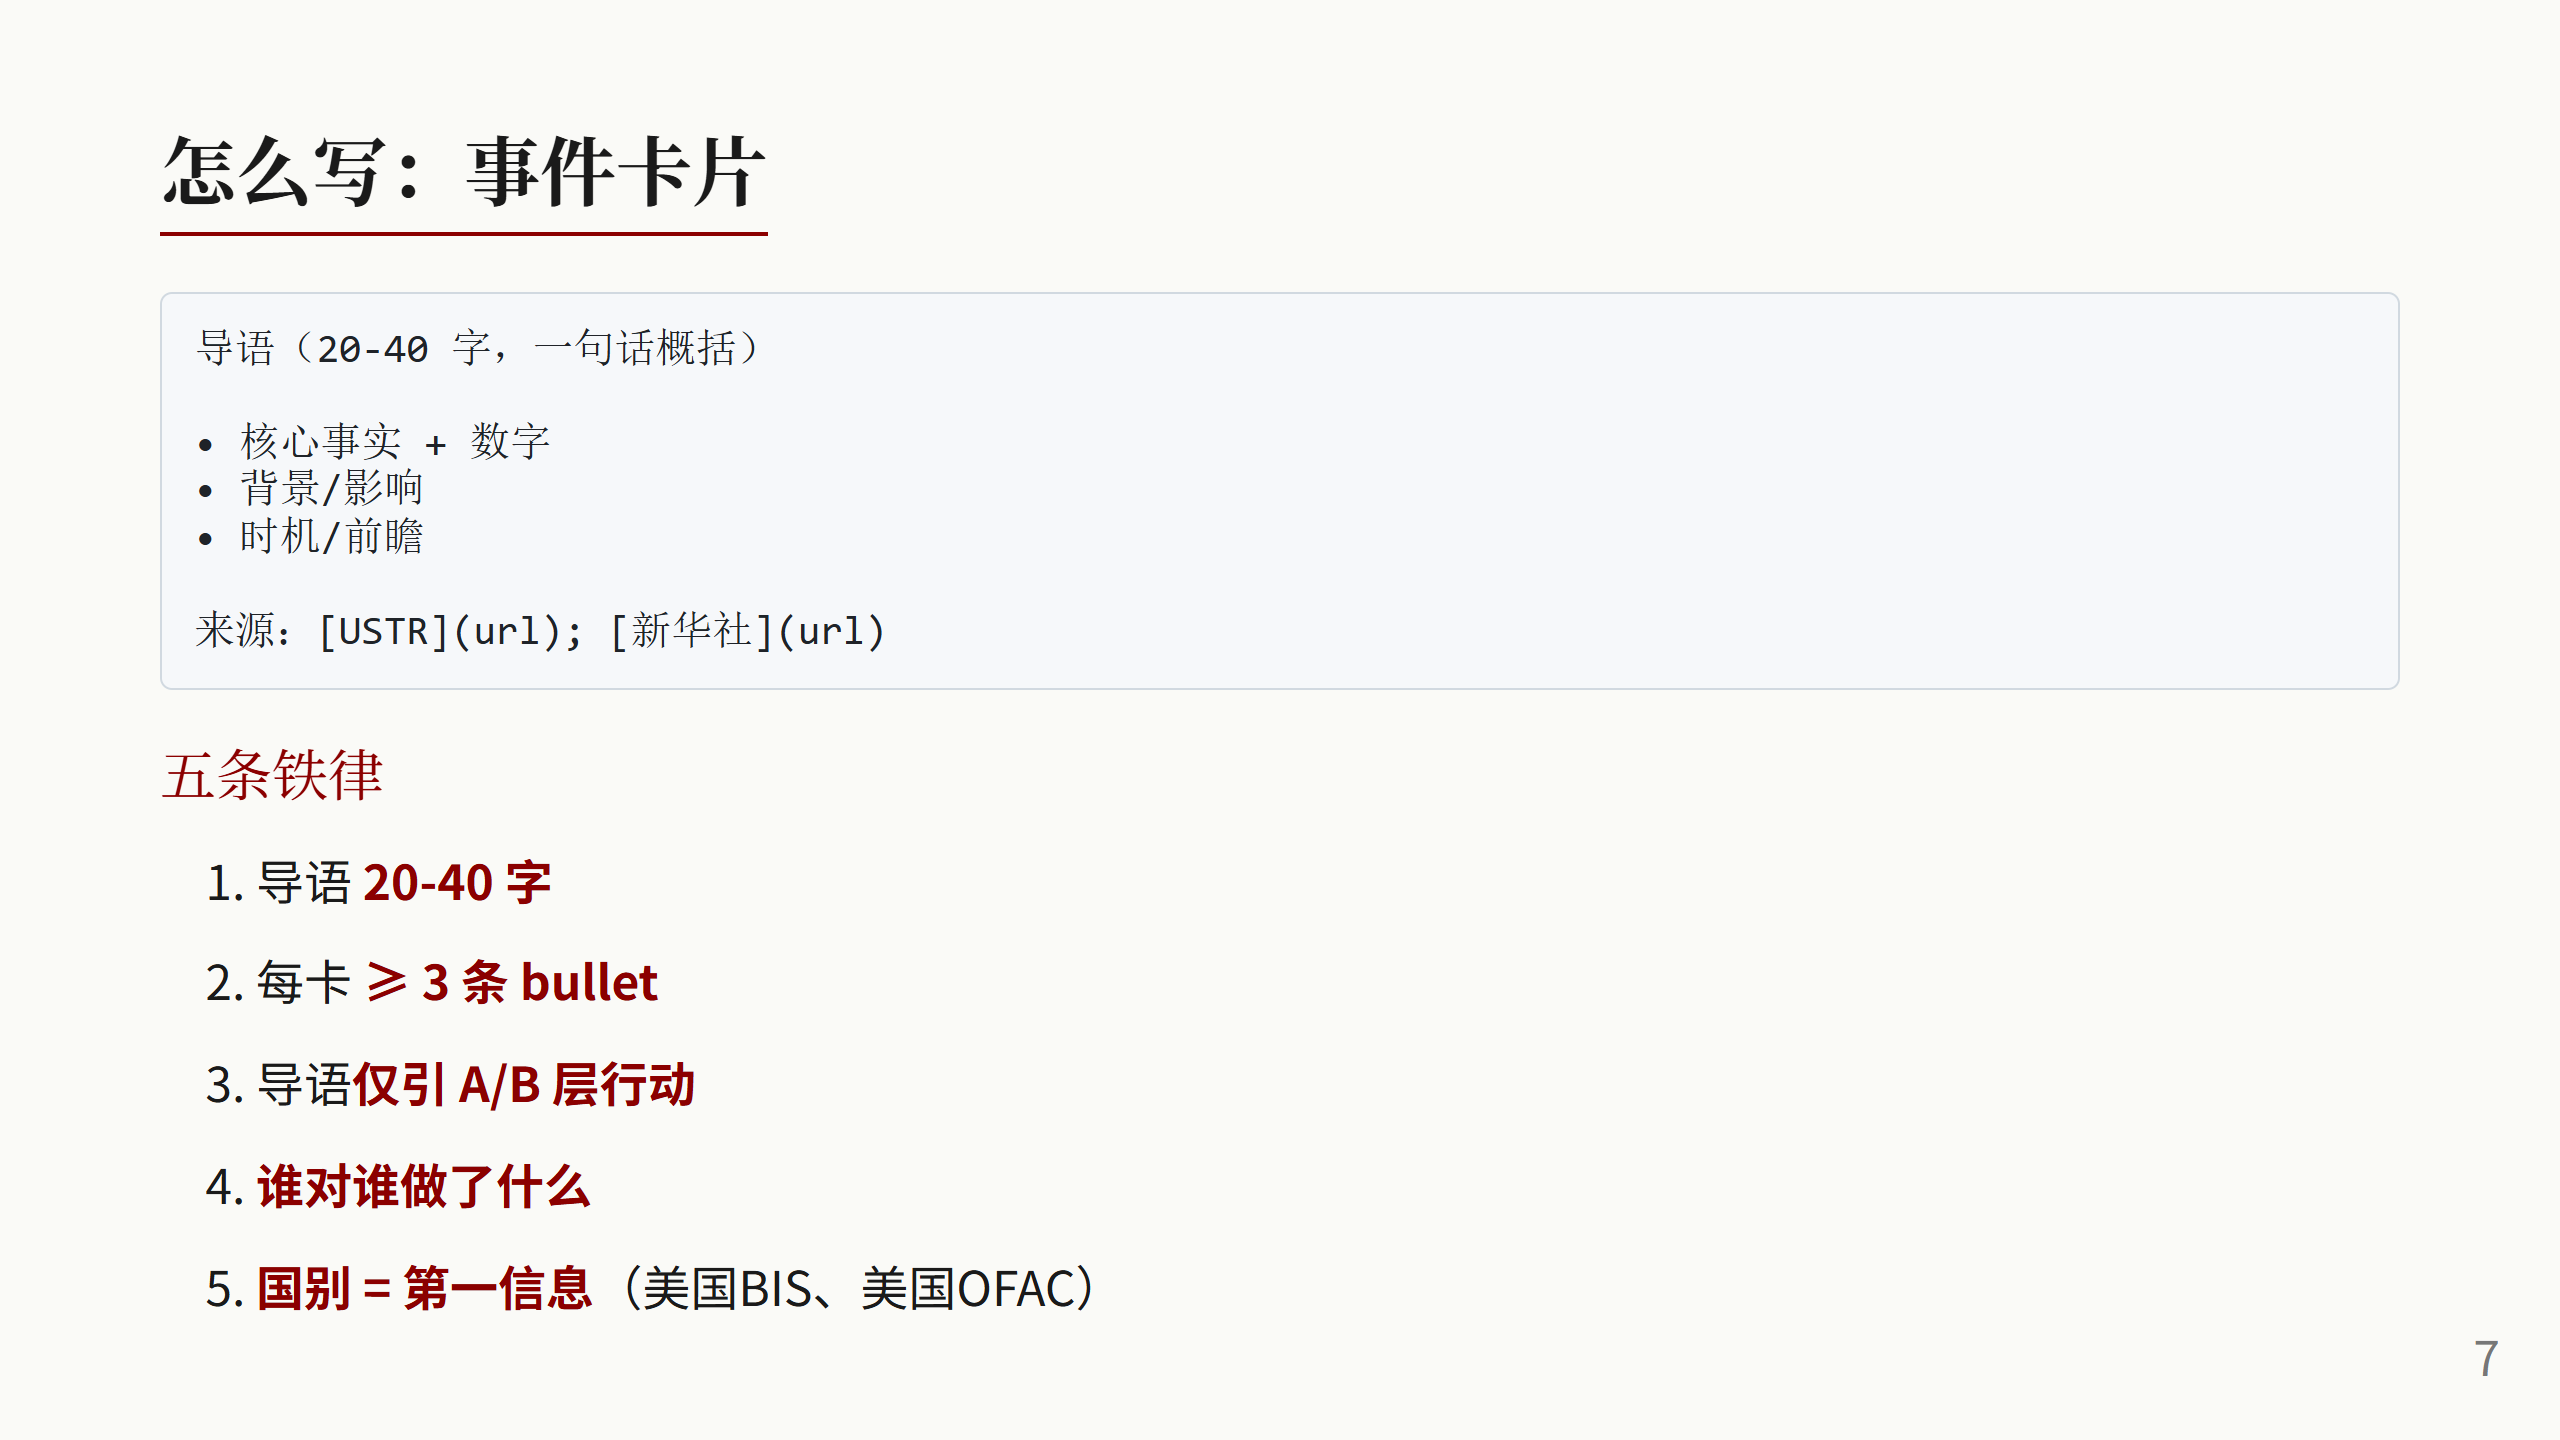 怎么写：事件卡片
导语（20-40 字，一句话概括）
• 核心事实 + 数字
• 背景/影响
• 时机/前瞻
来源：[USTR](url); [新华社](url)
五条铁律
1. 导语 20-40 字
2. 每卡 ≥ 3 条 bullet
3. 导语仅引 A/B 层行动
4. 谁对谁做了什么
5. 国别 = 第一信息（美国BIS、美国OFAC）
7